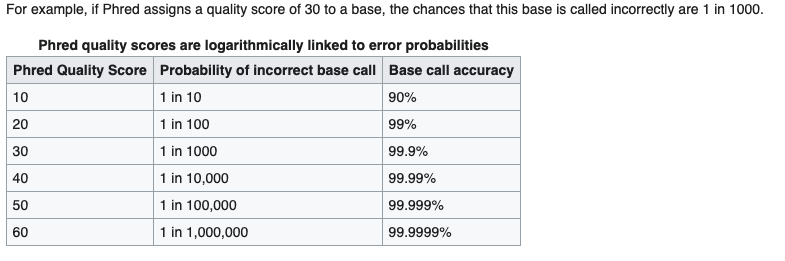 For example, if Phred assigns a quality score of 30 to a base, the chances that this base is called incorrectly are 1 in 1000.
Phred quality scores are logarithmically linked to error probabilities
Phred Quality Score Probability of incorrect base call Base call accuracy
10 1 in 10 90%
20 1 in 100 99%
30 1 in 1000 99.9%
40 1 in 10,000 99.99%
50 1 in 100,000 99.999%
60 1 in 1,000,000 99.9999%